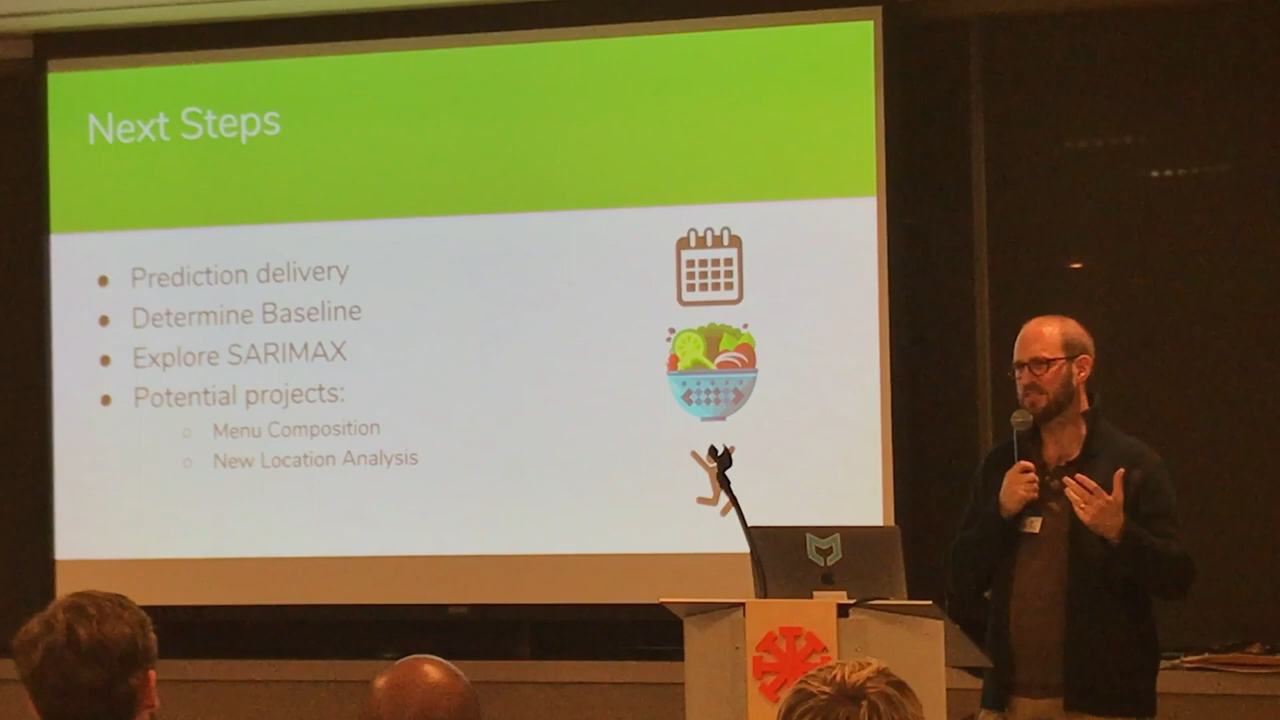 Next Steps
Prediction delivery
Determine Baseline
Explore SARIMAX
Potential projects:
Menu Composition
New Location Analysis